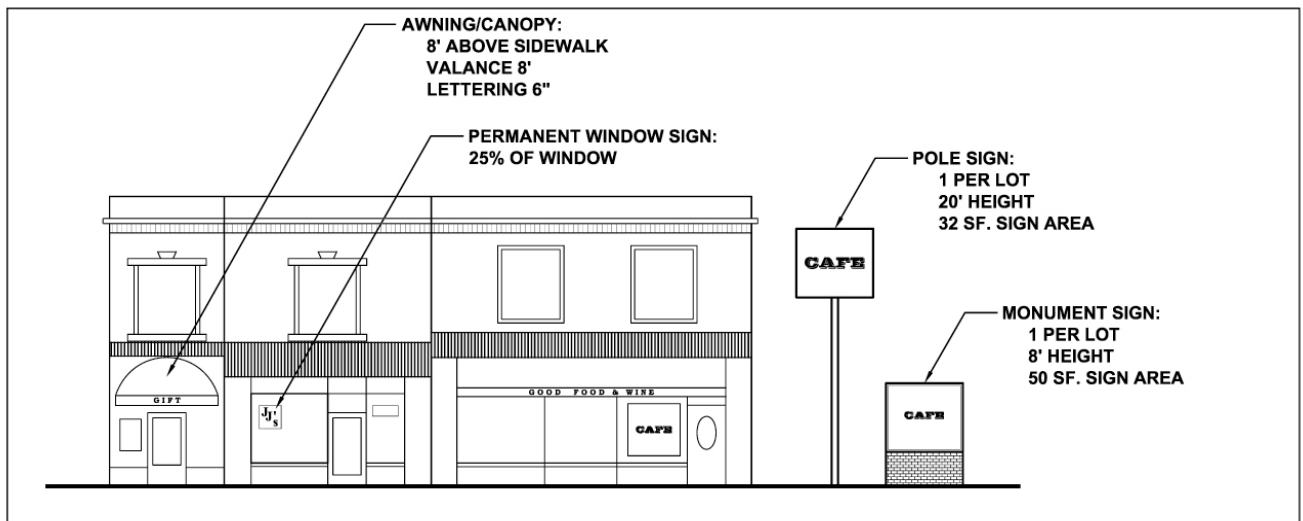 AWNING/CANOPY:
8' ABOVE SIDEWALK
VALANCE 8'
LETTERING 6"
PERMANENT WINDOW SIGN:
25% OF WINDOW
POLE SIGN:
1 PER LOT
20' HEIGHT
32 SF. SIGN AREA
CAFE
MONUMENT SIGN:
1 PER LOT
8' HEIGHT
50 SF. SIGN AREA
GIFT
JJ's
GOOD FOOD & WINE
CAFE
CAFE